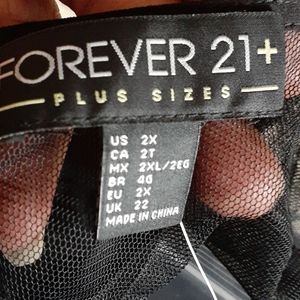 FOREVER 21+
PLUS SIZES
US 2X
CA 2T
MX 2XL/2EG
BR 46
EU 2X
UK 22
MADE IN CHINA